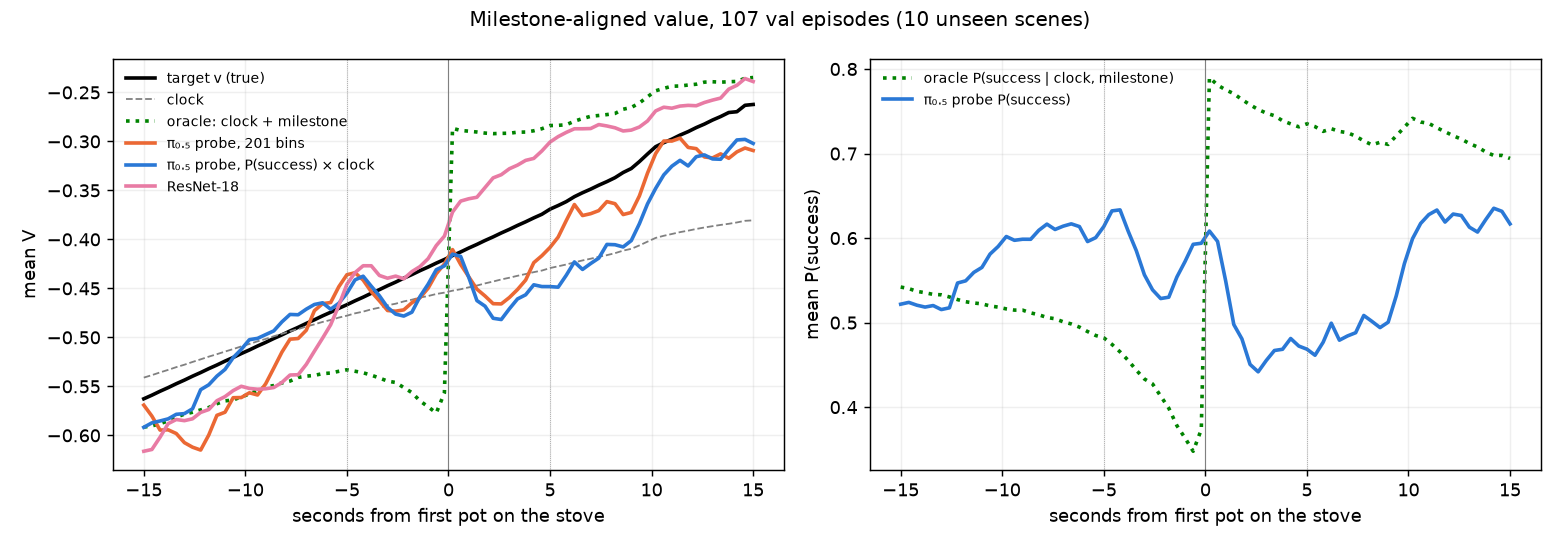 Milestone-aligned value, 107 val episodes (10 unseen scenes)
mean V
−0.25
−0.30
−0.35
−0.40
−0.45
−0.50
−0.55
−0.60
target v (true)
clock
oracle: clock + milestone
π₀.₅ probe, 201 bins
π₀.₅ probe, P(success) × clock
ResNet-18
−15
−10
−5
0
5
10
15
seconds from first pot on the stove
mean P(success)
0.8
0.7
0.6
0.5
0.4
oracle P(success | clock, milestone)
π₀.₅ probe P(success)
−15
−10
−5
0
5
10
15
seconds from first pot on the stove